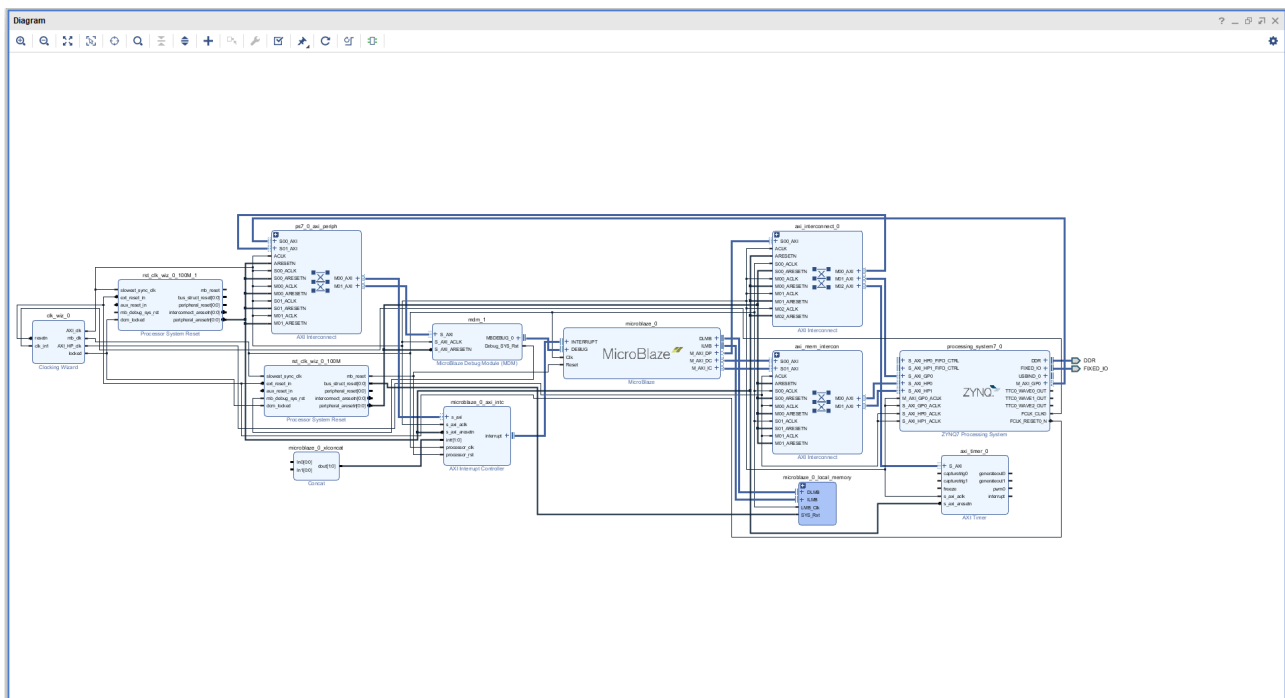 Diagram
ps7_0_axi_periph
S00_AXI
S01_AXI
ACLK
ARESETN
S00_ACLK
S00_ARESETN
M00_ACLK
M00_ARESETN
S01_ACLK
S01_ARESETN
M01_ACLK
M01_ARESETN
M00_AXI
M01_AXI
AXI Interconnect
rst_clk_wiz_0_100M_1
slowest_sync_clk
ext_reset_in
aux_reset_in
mb_debug_sys_rst
dcm_locked
mb_reset
bus_struct_reset[0:0]
peripheral_reset[0:0]
interconnect_aresetn[0:0]
peripheral_aresetn[0:0]
Processor System Reset
clk_wiz_0
resetn
clk_in1
AXI_clk
mb_clk
AXI_HP_clk
locked
Clocking Wizard
rst_clk_wiz_0_100M
slowest_sync_clk
ext_reset_in
aux_reset_in
mb_debug_sys_rst
dcm_locked
mb_reset
bus_struct_reset[0:0]
peripheral_reset[0:0]
interconnect_aresetn[0:0]
peripheral_aresetn[0:0]
Processor System Reset
microblaze_0_xlconcat
In0[0:0]
In1[0:0]
dout[1:0]
Concat
mdm_1
S_AXI
S_AXI_ACLK
S_AXI_ARESETN
MBDEBUG_0
Debug_SYS_Rst
MicroBlaze Debug Module (MDM)
microblaze_0_axi_intc
s_axi
s_axi_aclk
s_axi_aresetn
intr[1:0]
processor_clk
processor_rst
interrupt
AXI Interrupt Controller
microblaze_0
INTERRUPT
DEBUG
Clk
Reset
MicroBlaze
DLMB
ILMB
M_AXI_DP
M_AXI_DC
M_AXI_IC
MicroBlaze
axi_interconnect_0
S00_AXI
ACLK
ARESETN
S00_ACLK
S00_ARESETN
M00_ACLK
M00_ARESETN
M01_ACLK
M01_ARESETN
M02_ACLK
M02_ARESETN
M00_AXI
M01_AXI
M02_AXI
AXI Interconnect
axi_mem_intercon
S00_AXI
S01_AXI
ACLK
ARESETN
S00_ACLK
S00_ARESETN
M00_ACLK
M00_ARESETN
S01_ACLK
S01_ARESETN
M01_ACLK
M01_ARESETN
M00_AXI
M01_AXI
AXI Interconnect
microblaze_0_local_memory
DLMB
ILMB
LMB_Clk
SYS_Rst
processing_system7_0
S_AXI_HP0_FIFO_CTRL
S_AXI_HP1_FIFO_CTRL
S_AXI_GP0
S_AXI_HP0
S_AXI_HP1
M_AXI_GP0_ACLK
S_AXI_GP0_ACLK
S_AXI_HP0_ACLK
S_AXI_HP1_ACLK
ZYNQ
DDR
FIXED_IO
USBIND_0
M_AXI_GP0
TTC0_WAVE0_OUT
TTC0_WAVE1_OUT
TTC0_WAVE2_OUT
FCLK_CLK0
FCLK_RESET0_N
ZYNQ7 Processing System
DDR
FIXED_IO
axi_timer_0
S_AXI
capturetrig0
capturetrig1
freeze
s_axi_aclk
s_axi_aresetn
generateout0
generateout1
pwm0
interrupt
AXI Timer